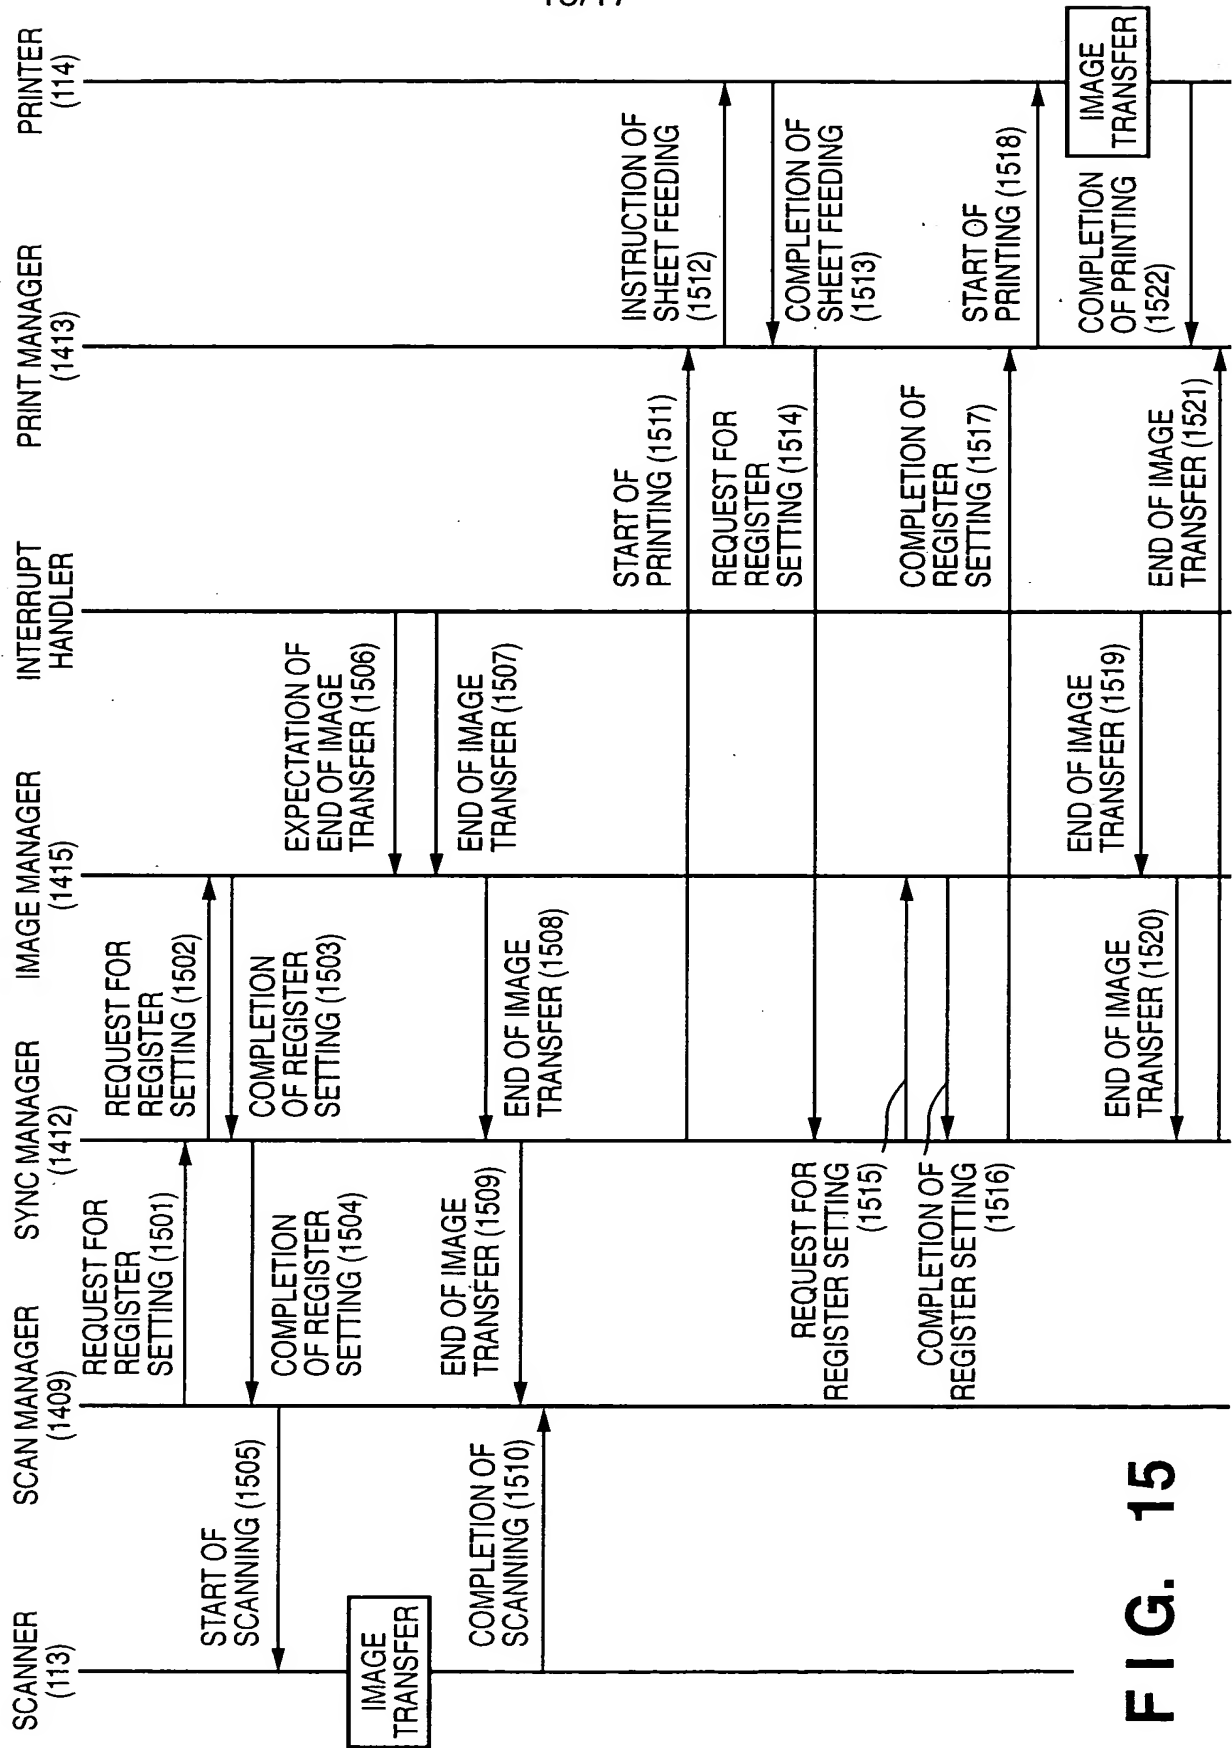 SCANNER
(113)
SCAN MANAGER
(1409)
SYNC MANAGER
(1412)
IMAGE MANAGER
(1415)
INTERRUPT
HANDLER
PRINT MANAGER
(1413)
PRINTER
(114)
REQUEST FOR
REGISTER
SETTING (1501)
REQUEST FOR
REGISTER
SETTING (1502)
COMPLETION
OF REGISTER
SETTING (1503)
COMPLETION
OF REGISTER
SETTING (1504)
START OF
SCANNING (1505)
IMAGE
TRANSFER
EXPECTATION OF
END OF IMAGE
TRANSFER (1506)
END OF IMAGE
TRANSFER (1507)
END OF IMAGE
TRANSFER (1508)
END OF IMAGE
TRANSFER (1509)
COMPLETION OF
SCANNING (1510)
START OF
PRINTING (1511)
INSTRUCTION OF
SHEET FEEDING
(1512)
COMPLETION OF
SHEET FEEDING
(1513)
REQUEST FOR
REGISTER
SETTING (1514)
REQUEST FOR
REGISTER SETTING
(1515)
COMPLETION OF
REGISTER SETTING
(1516)
COMPLETION OF
REGISTER
SETTING (1517)
START OF
PRINTING (1518)
IMAGE
TRANSFER
END OF IMAGE
TRANSFER (1519)
END OF IMAGE
TRANSFER (1520)
END OF IMAGE
TRANSFER (1521)
COMPLETION
OF PRINTING
(1522)
FIG. 15